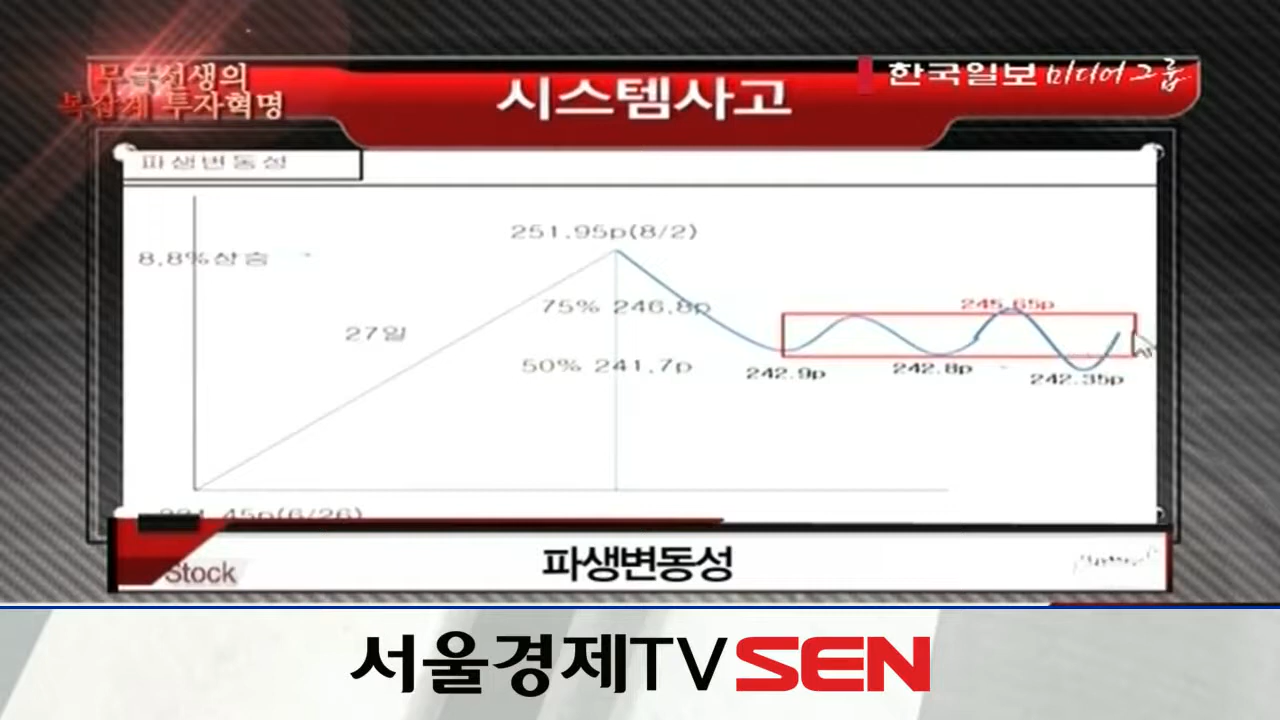 무극선생의
복잡계 투자혁명
시스템사고
한국일보 미디어그룹
파생변동성
251.95p(8/2)
8.8%상승
75% 246.8p
245.65p
27일
50% 241.7p
242.9p
242.8p
242.35p
파생변동성
Stock
서울경제TV SEN